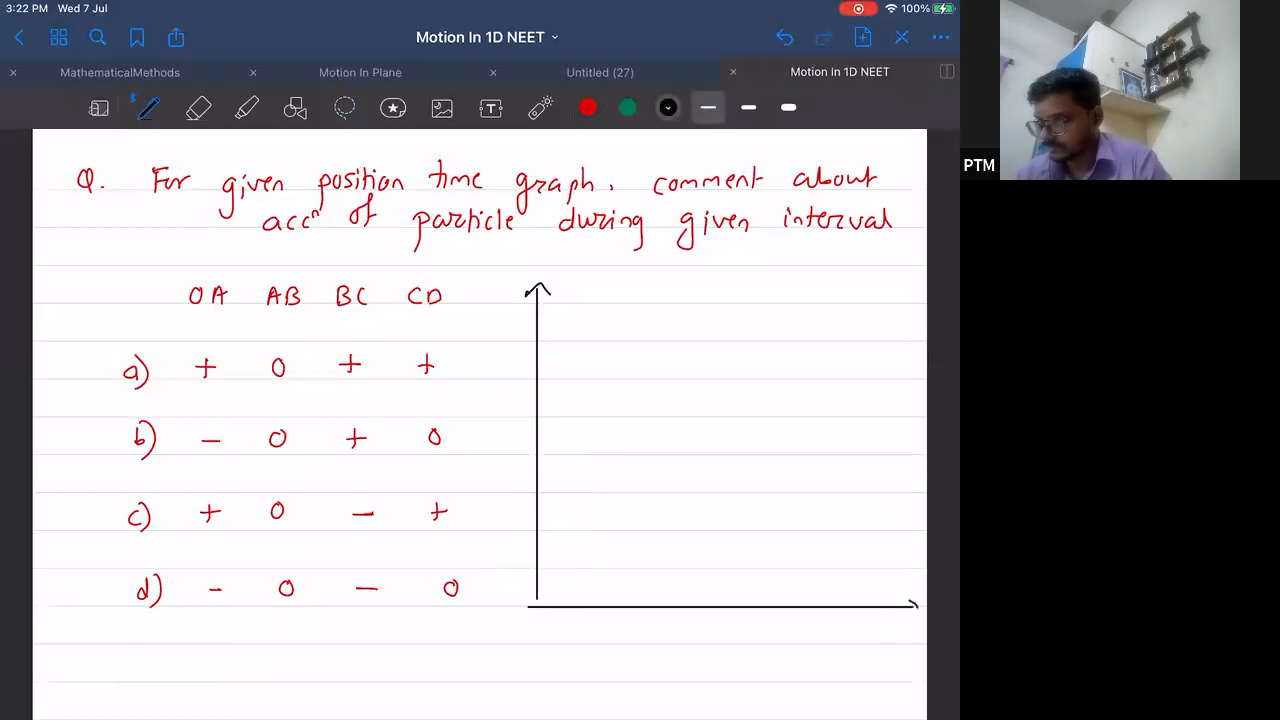 3:22 PM Wed 7 Jul
100%
Motion In 1D NEET
MathematicalMethods
Motion In Plane
Untitled (27)
Motion In 1D NEET
PTM
Q. For given position time graph, comment about
accⁿ of particle during given interval
OA AB BC CD
a) + 0 + +
b) - 0 + 0
c) + 0 - +
d) - 0 - 0